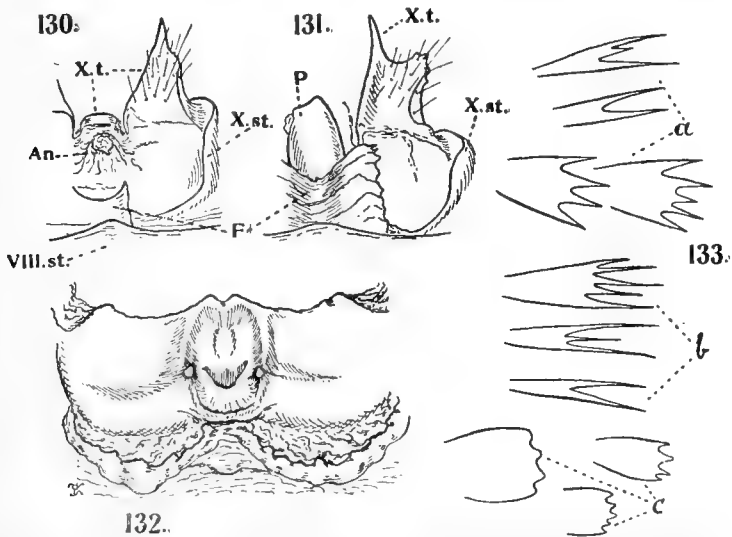 130.
131.
X.t.
X.t.
P
X.st.
X.st.
An.
F.
VIII.st.
a
133.
b
132.
c